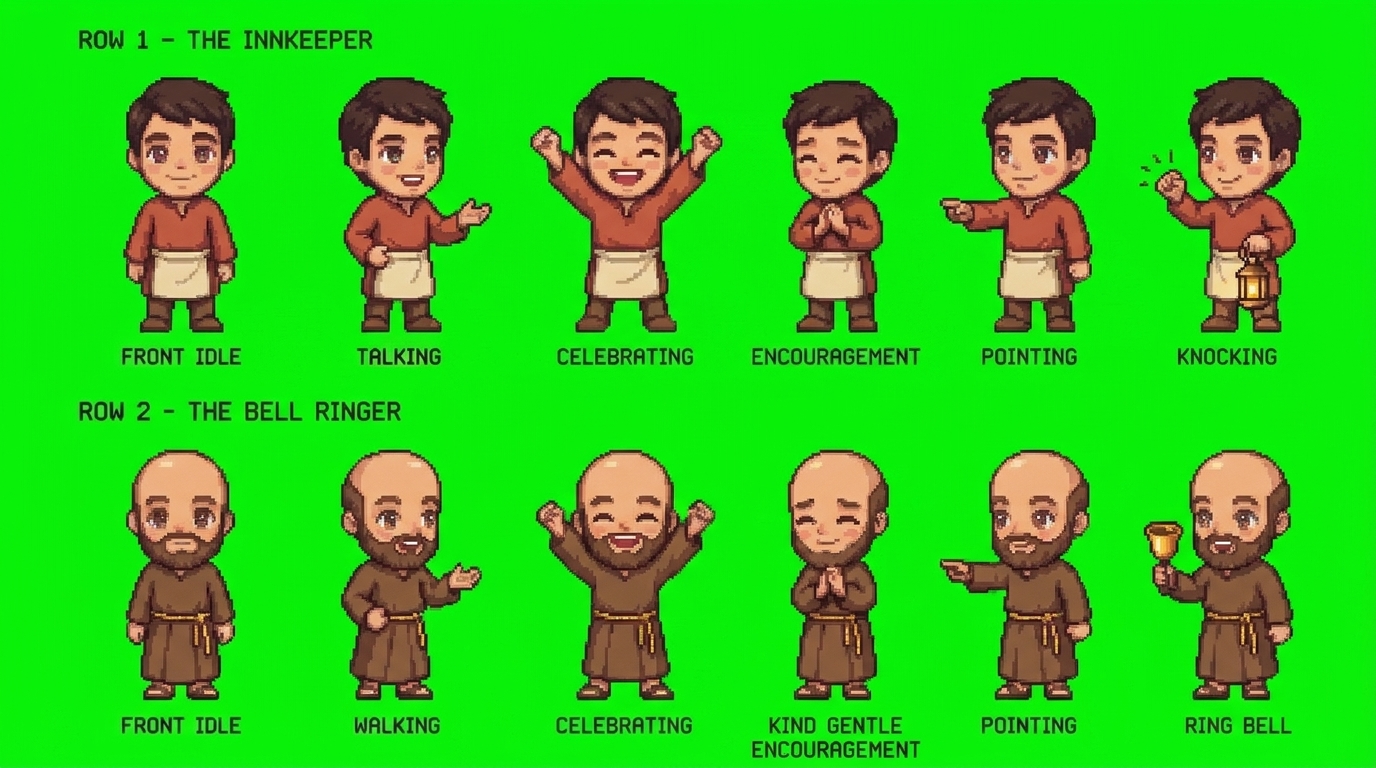 ROW 1 - THE INNKEEPER
FRONT IDLE
TALKING
CELEBRATING
ENCOURAGEMENT
POINTING
KNOCKING
ROW 2 - THE BELL RINGER
FRONT IDLE
WALKING
CELEBRATING
KIND GENTLE
ENCOURAGEMENT
POINTING
RING BELL